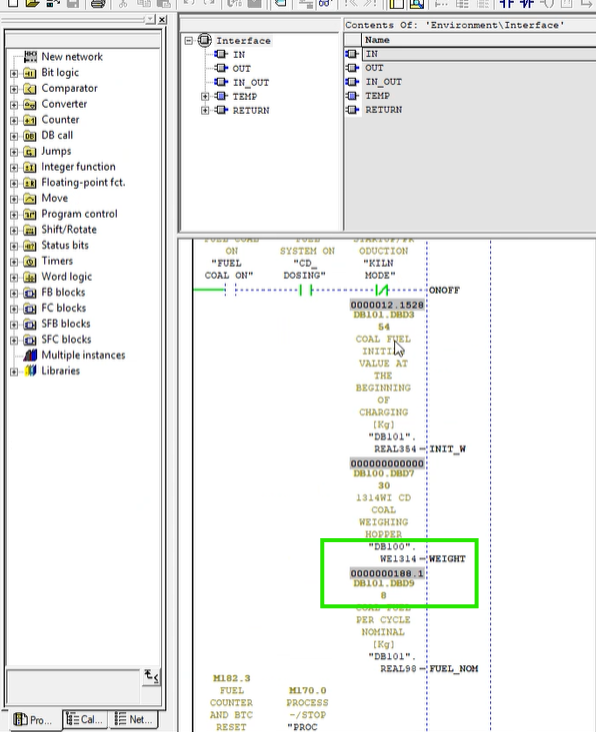 Contents Of: 'Environment\Interface'
Interface
IN
OUT
IN_OUT
TEMP
RETURN
Name
IN
OUT
IN_OUT
TEMP
RETURN
New network
Bit logic
Comparator
Converter
Counter
DB call
Jumps
Integer function
Floating-point fct.
Move
Program control
Shift/Rotate
Status bits
Timers
Word logic
FB blocks
FC blocks
SFB blocks
SFC blocks
Multiple instances
Libraries
Pro...
Cal...
Net...
ON
"FUEL
COAL ON"
SYSTEM ON
"CD_
DOSING"
ODUCTION
"KILN
MODE"
ONOFF
0000012.1528
DB101.DBD3
54
COAL FUEL
INITIAL
VALUE AT
THE
BEGINNING
OF
CHARGING
[Kg]
"DB101".
REAL354
INIT_W
000000000000
DB100.DBD7
30
1314WI CD
COAL
WEIGHING
HOPPER
"DB100".
WE1314
WEIGHT
0000000188.1
DB101.DBD9
8
COAL FUEL
PER CYCLE
NOMINAL
[Kg]
"DB101".
REAL98
FUEL_NOM
M182.3
FUEL
COUNTER
AND BTC
RESET
M170.0
PROCESS
-/STOP
"PROC